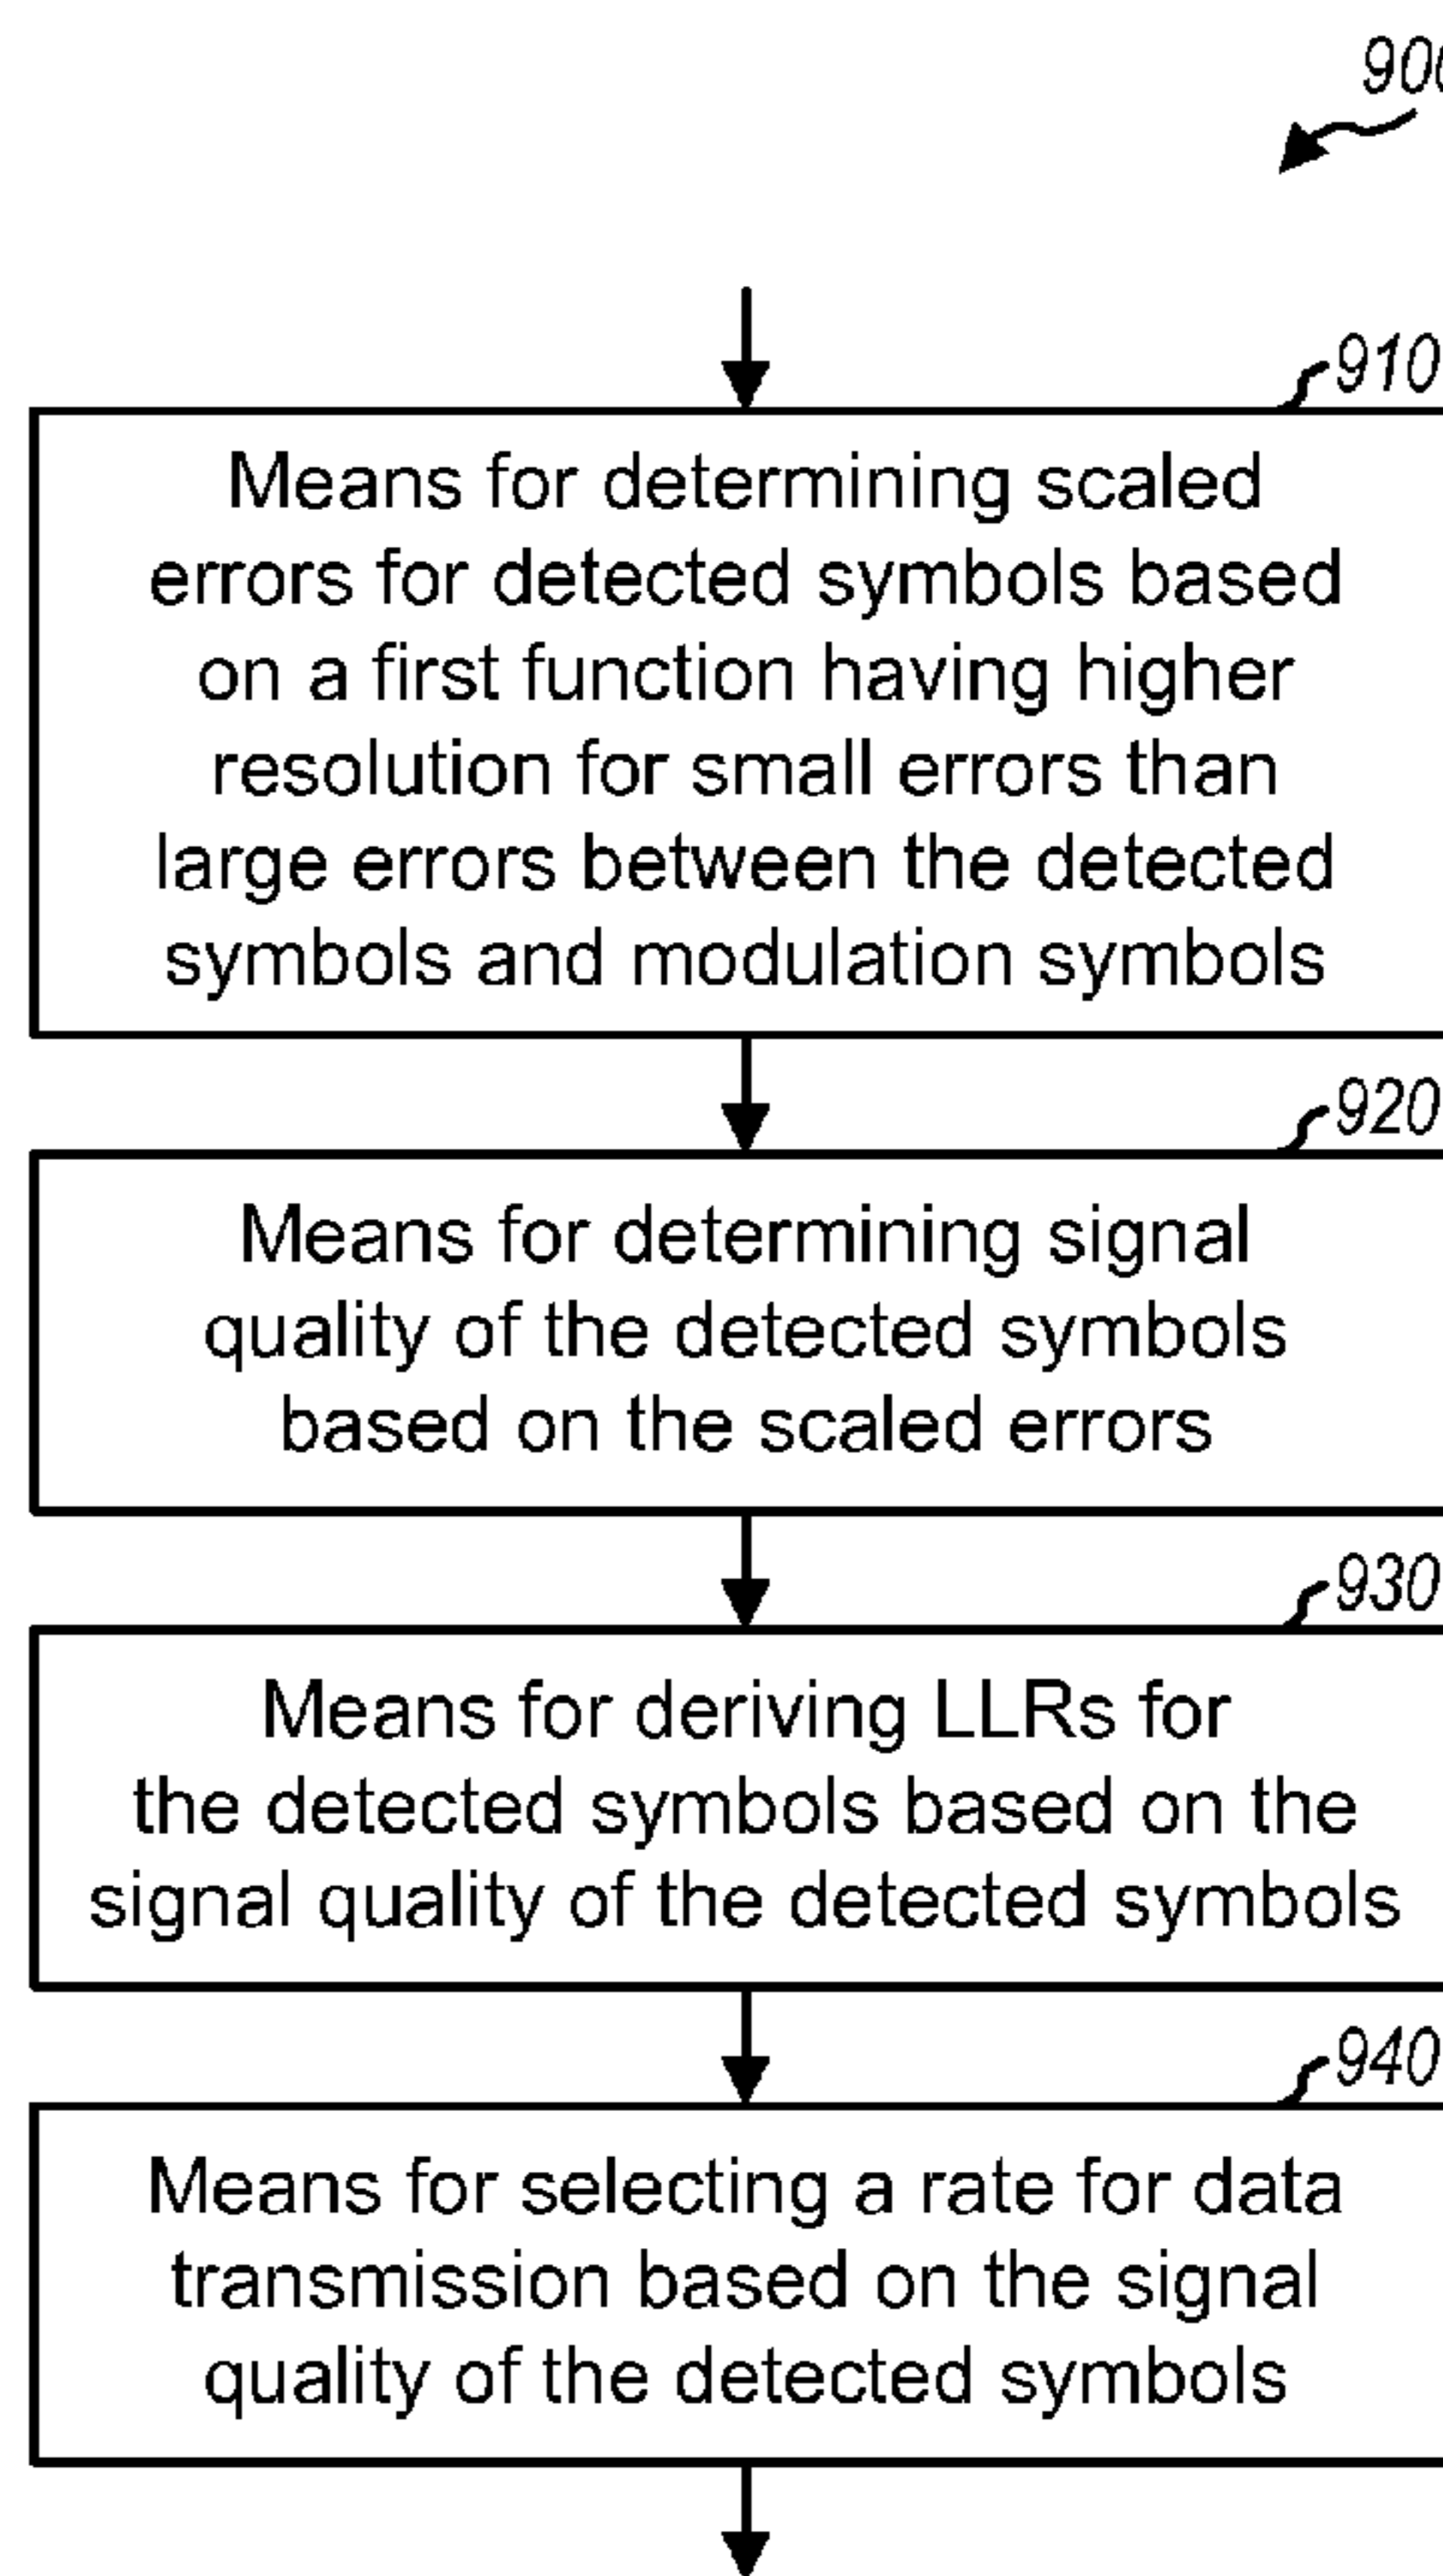 900
910
Means for determining scaled
errors for detected symbols based
on a first function having higher
resolution for small errors than
large errors between the detected
symbols and modulation symbols
920
Means for determining signal
quality of the detected symbols
based on the scaled errors
930
Means for deriving LLRs for
the detected symbols based on the
signal quality of the detected symbols
940
Means for selecting a rate for data
transmission based on the signal
quality of the detected symbols